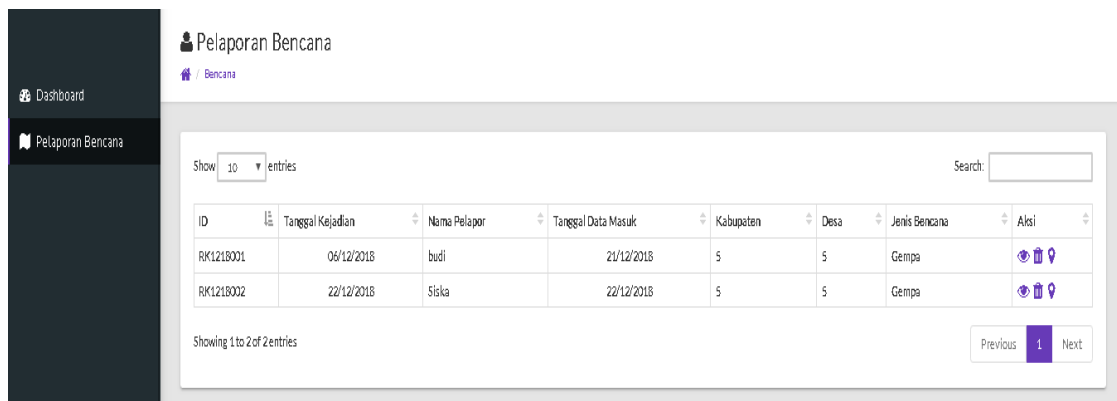 Pelaporan Bencana
/ Bencana
Dashboard
Pelaporan Bencana
Show 10 entries Search:
ID Tanggal Kejadian Nama Pelapor Tanggal Data Masuk Kabupaten Desa Jenis Bencana Aksi
RK1218001 06/12/2018 budi 21/12/2018 5 5 Gempa
RK1218002 22/12/2018 Siska 22/12/2018 5 5 Gempa
Showing 1 to 2 of 2 entries Previous 1 Next